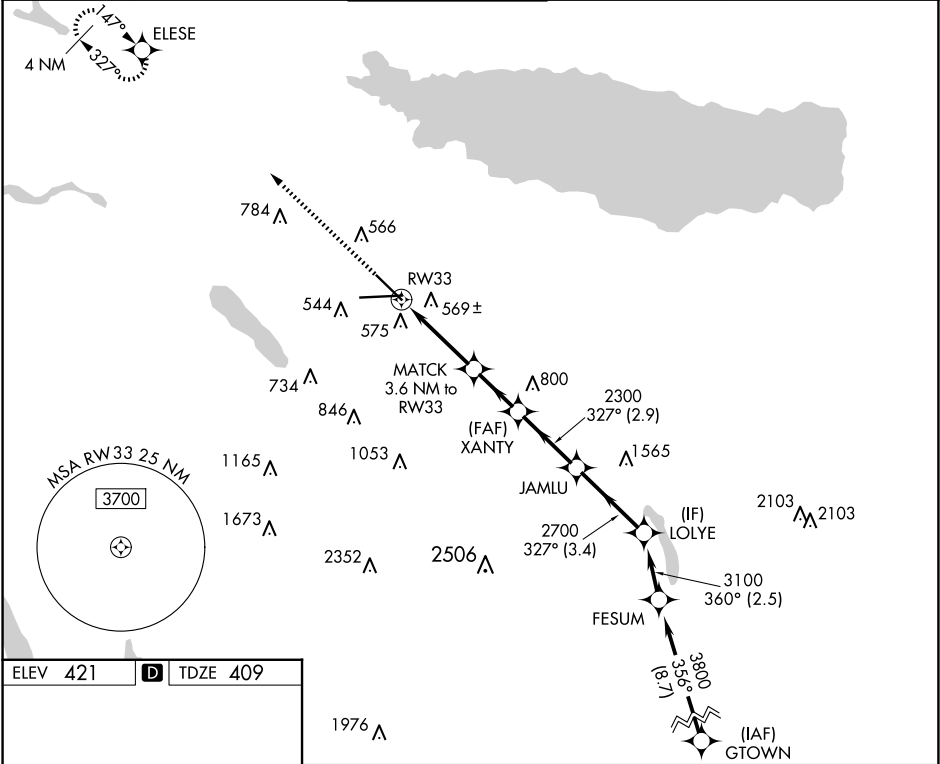 147°
ELESE
4 NM
327°
784
566
RW33
544
569 ±
575
MATCK
3.6 NM to
RW33
734
800
2300
327° (2.9)
846
(FAF)
XANTY
1053
1565
1165
JAMLU
MSA RW33 25 NM
3700
2103
2103
(IF)
LOLYE
1673
2700
327° (3.4)
2352
2506
3100
360° (2.5)
FESUM
3800
356°
(8.7)
ELEV 421
D
TDZE 409
1976
(IAF)
GTOWN